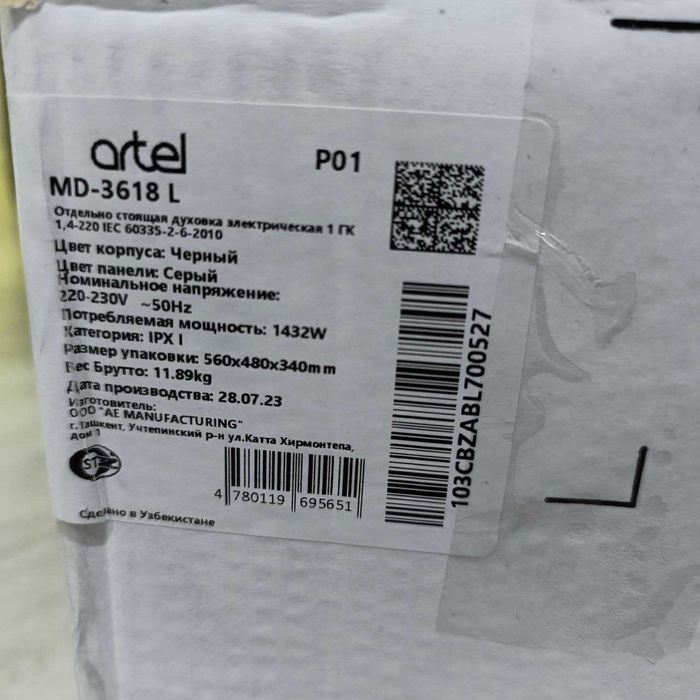 artel
P01
MD-3618 L
Отдельно стоящая духовка электрическая 1 ГК
1,4-220 IEC 60335-2-6-2010
Цвет корпуса: Черный
Цвет панели: Серый
Номинальное напряжение:
220-230V ~50Hz
Потребляемая мощность: 1432W
Категория: IPX I
Размер упаковки: 560x480x340mm
Вес Брутто: 11.89kg
Дата производства: 28.07.23
Изготовитель:
ООО "AE MANUFACTURING"
г.Ташкент, Учтепинский р-н ул.Катта Хирмонтепа,
Дом 1
4 780119 695651
Сделано в Узбекистане
103CBZABL700527